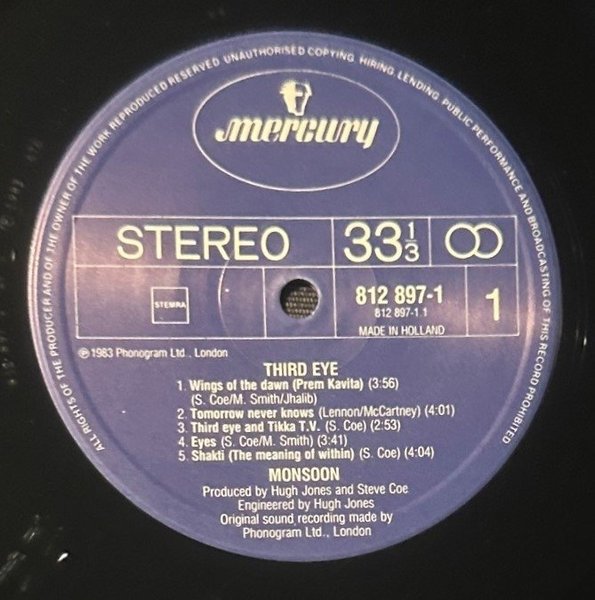 ALL RIGHTS OF THE PRODUCER AND OF THE OWNER OF THE WORK REPRODUCED RESERVED. UNAUTHORISED COPYING, HIRING, LENDING, PUBLIC PERFORMANCE AND BROADCASTING OF THIS RECORD PROHIBITED
mercury
STEREO 33 1/3
STEMRA
812 897-1
812 897-1.1
1
MADE IN HOLLAND
℗ 1983 Phonogram Ltd., London
THIRD EYE
1. Wings of the dawn (Prem Kavita) (3:56)
(S. Coe/M. Smith/Jhalib)
2. Tomorrow never knows (Lennon/McCartney) (4:01)
3. Third eye and Tikka T.V. (S. Coe) (2:53)
4. Eyes (S. Coe/M. Smith) (3:41)
5. Shakti (The meaning of within) (S. Coe) (4:04)
MONSOON
Produced by Hugh Jones and Steve Coe
Engineered by Hugh Jones
Original sound recording made by
Phonogram Ltd., London